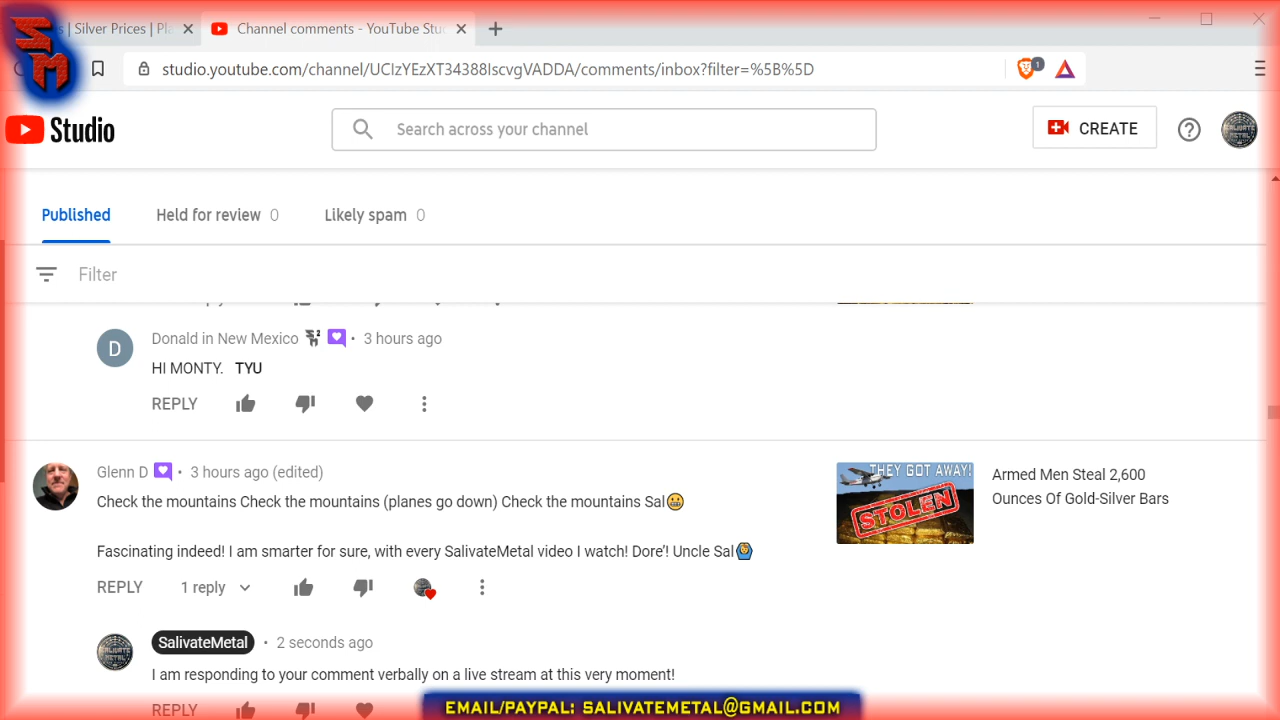 SM
s | Silver Prices | Pla
Channel comments - YouTube Stud
studio.youtube.com/channel/UCIzYEzXT34388IscvgVADDA/comments/inbox?filter=%5B%5D
1
Studio
Search across your channel
CREATE
Published
Held for review 0
Likely spam 0
Filter
D
Donald in New Mexico
3 hours ago
HI MONTY. TYU
REPLY
Glenn D
3 hours ago (edited)
Check the mountains Check the mountains (planes go down) Check the mountains Sal😬
Fascinating indeed! I am smarter for sure, with every SalivateMetal video I watch! Dore'! Uncle Sal🙆
REPLY
1 reply
THEY GOT AWAY!
STOLEN
Armed Men Steal 2,600
Ounces Of Gold-Silver Bars
SALIVATE
METAL
SalivateMetal
2 seconds ago
I am responding to your comment verbally on a live stream at this very moment!
REPLY
EMAIL/PAYPAL: SALIVATEMETAL@GMAIL.COM